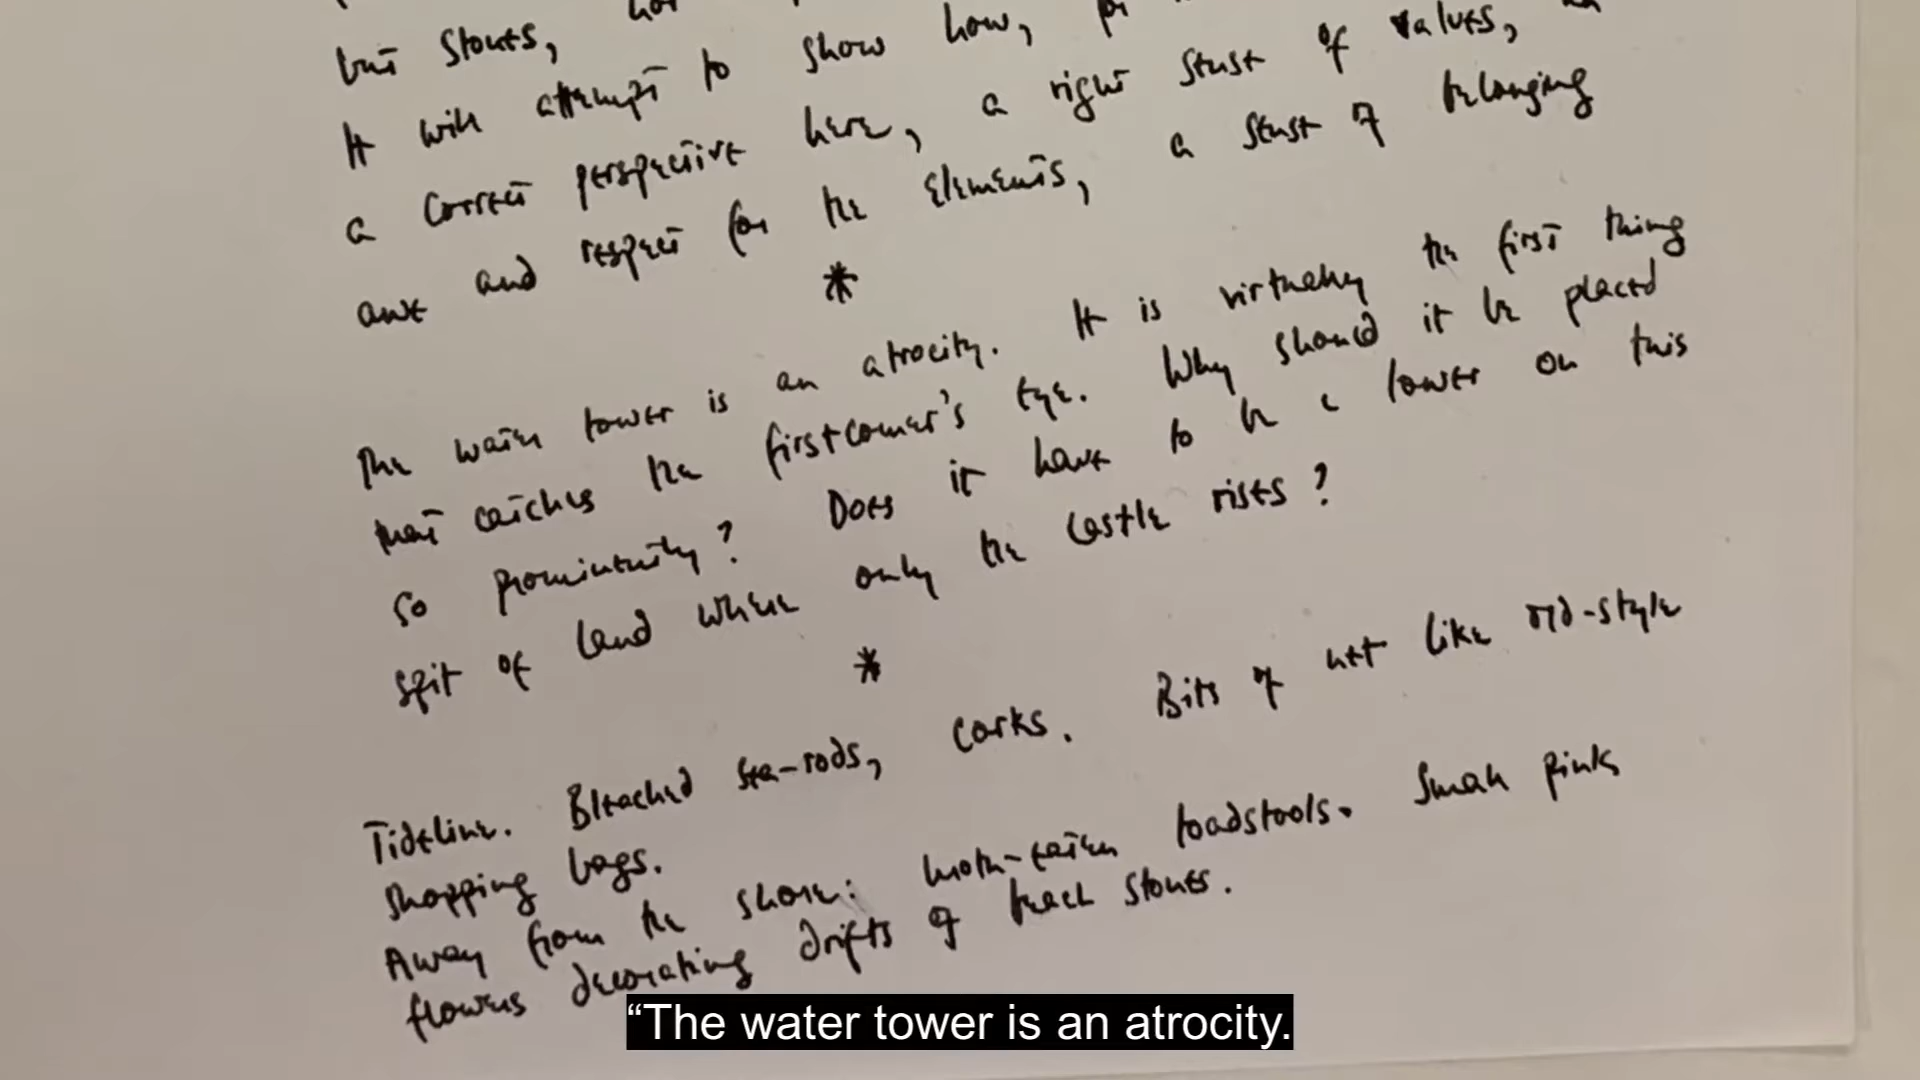 but stones,
It will attempt to show how,
a correct perspective here, a right sense of values,
awe and respect for the elements, a sense of belonging
*
The water tower is an atrocity. It is virtually the first thing
that catches the firstcomer's eye. Why should it be placed
so prominently? Does it have to be a tower on this
spit of land where only the castle rises?
*
Tideline. Bleached sea-rods, corks. Bits of net like old-style
shopping bags.
Away from the shore: moth-eaten toadstools. Small pink
flowers decorating drifts of beach stones.
“The water tower is an atrocity.